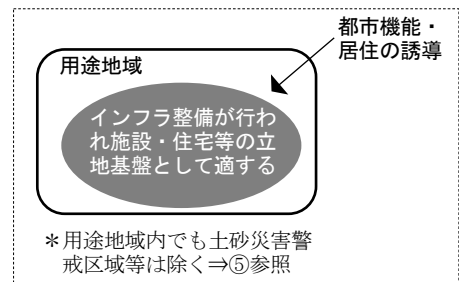 都市機能・
居住の誘導
用途地域
インフラ整備が行わ
れ施設・住宅等の立
地基盤として適する
＊用途地域内でも土砂災害警
戒区域等は除く⇒⑤参照